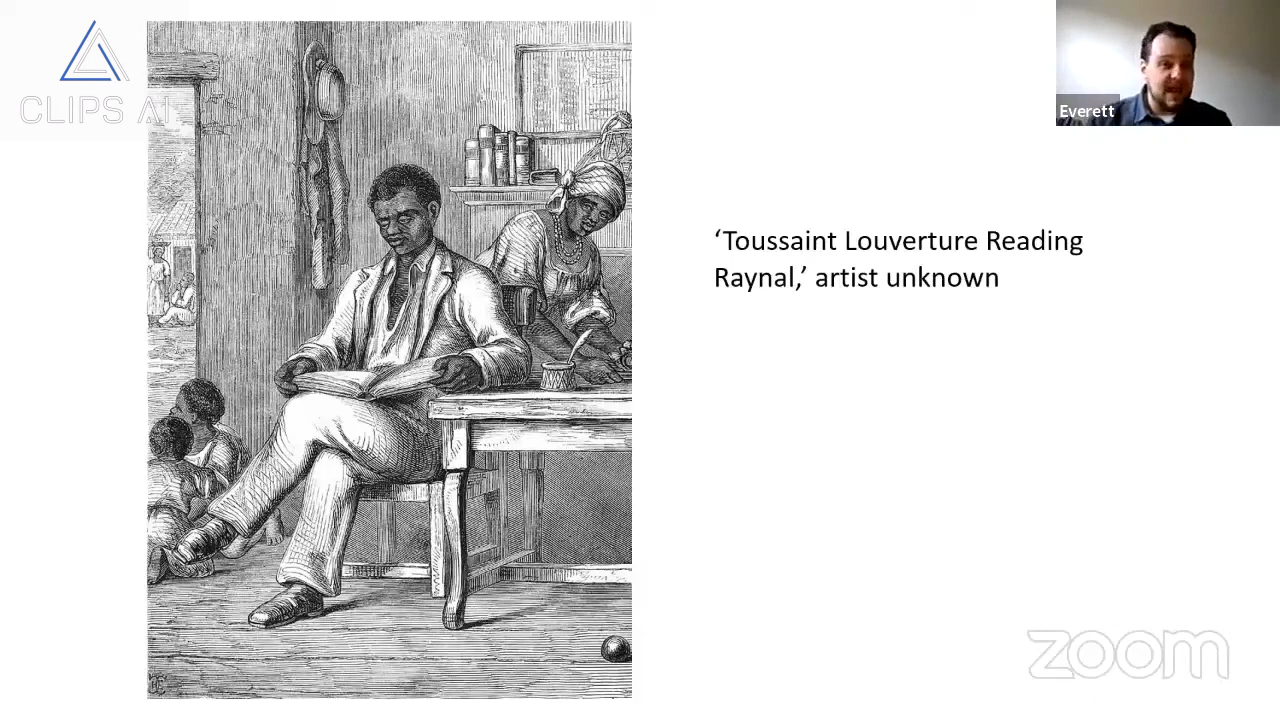 CLIPS AI
Everett
‘Toussaint Louverture Reading
Raynal,’ artist unknown
zoom